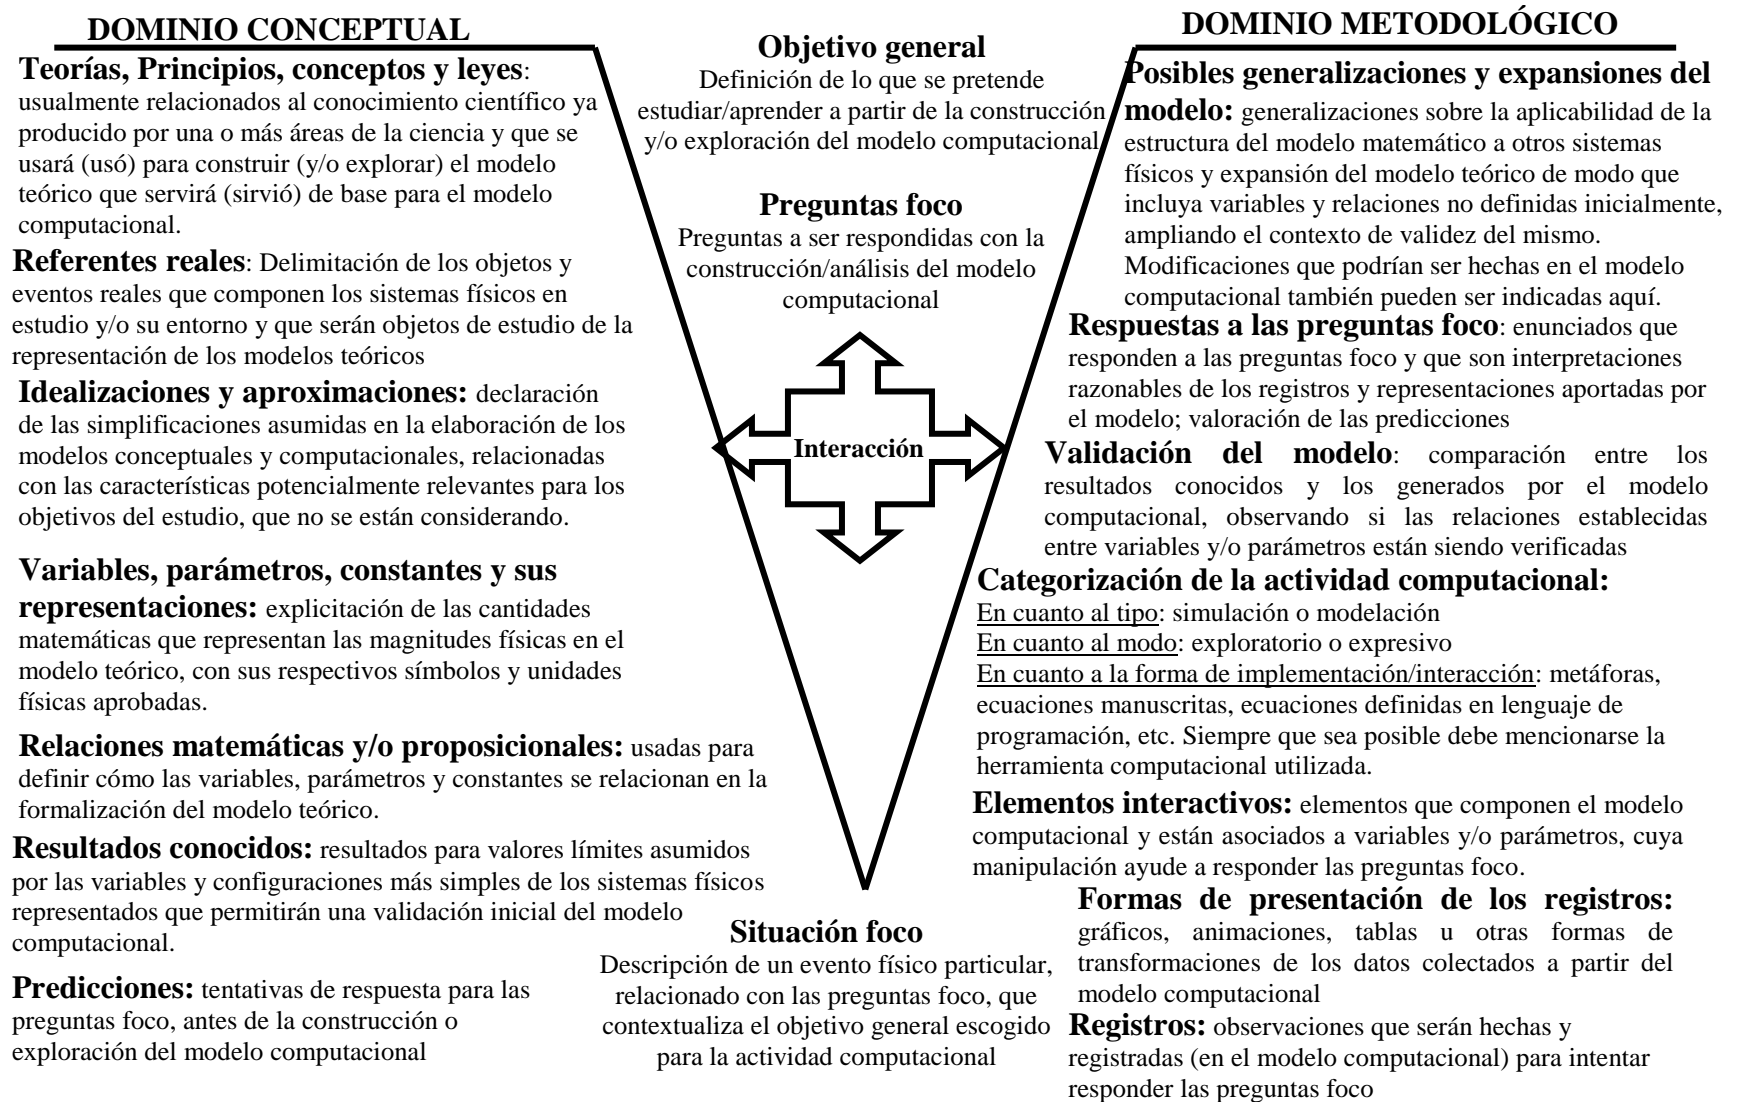 DOMINIO CONCEPTUAL
Teorías, Principios, conceptos y leyes:
usualmente relacionados al conocimiento científico ya
producido por una o más áreas de la ciencia y que se
usará (usó) para construir (y/o explorar) el modelo
teórico que servirá (sirvió) de base para el modelo
computacional.
Referentes reales: Delimitación de los objetos y
eventos reales que componen los sistemas físicos en
estudio y/o su entorno y que serán objetos de estudio de la
representación de los modelos teóricos
Idealizaciones y aproximaciones: declaración
de las simplificaciones asumidas en la elaboración de los
modelos conceptuales y computacionales, relacionadas
con las características potencialmente relevantes para los
objetivos del estudio, que no se están considerando.
Variables, parámetros, constantes y sus
representaciones: explicitación de las cantidades
matemáticas que representan las magnitudes físicas en el
modelo teórico, con sus respectivos símbolos y unidades
físicas aprobadas.
Relaciones matemáticas y/o proposicionales: usadas para
definir cómo las variables, parámetros y constantes se relacionan en la
formalización del modelo teórico.
Resultados conocidos: resultados para valores límites asumidos
por las variables y configuraciones más simples de los sistemas físicos
representados que permitirán una validación inicial del modelo
computacional.
Predicciones: tentativas de respuesta para las
preguntas foco, antes de la construcción o
exploración del modelo computacional
Objetivo general
Definición de lo que se pretende
estudiar/aprender a partir de la construcción
y/o exploración del modelo computacional
Preguntas foco
Preguntas a ser respondidas con la
construcción/análisis del modelo
computacional
Interacción
Situación foco
Descripción de un evento físico particular,
relacionado con las preguntas foco, que
contextualiza el objetivo general escogido
para la actividad computacional
DOMINIO METODOLÓGICO
Posibles generalizaciones y expansiones del
modelo: generalizaciones sobre la aplicabilidad de la
estructura del modelo matemático a otros sistemas
físicos y expansión del modelo teórico de modo que
incluya variables y relaciones no definidas inicialmente,
ampliando el contexto de validez del mismo.
Modificaciones que podrían ser hechas en el modelo
computacional también pueden ser indicadas aquí.
Respuestas a las preguntas foco: enunciados que
responden a las preguntas foco y que son interpretaciones
razonables de los registros y representaciones aportadas por
el modelo; valoración de las predicciones
Validación del modelo: comparación entre los
resultados conocidos y los generados por el modelo
computacional, observando si las relaciones establecidas
entre variables y/o parámetros están siendo verificadas
Categorización de la actividad computacional:
En cuanto al tipo: simulación o modelación
En cuanto al modo: exploratorio o expresivo
En cuanto a la forma de implementación/interacción: metáforas,
ecuaciones manuscritas, ecuaciones definidas en lenguaje de
programación, etc. Siempre que sea posible debe mencionarse la
herramienta computacional utilizada.
Elementos interactivos: elementos que componen el modelo
computacional y están asociados a variables y/o parámetros, cuya
manipulación ayude a responder las preguntas foco.
Formas de presentación de los registros:
gráficos, animaciones, tablas u otras formas de
transformaciones de los datos colectados a partir del
modelo computacional
Registros: observaciones que serán hechas y
registradas (en el modelo computacional) para intentar
responder las preguntas foco